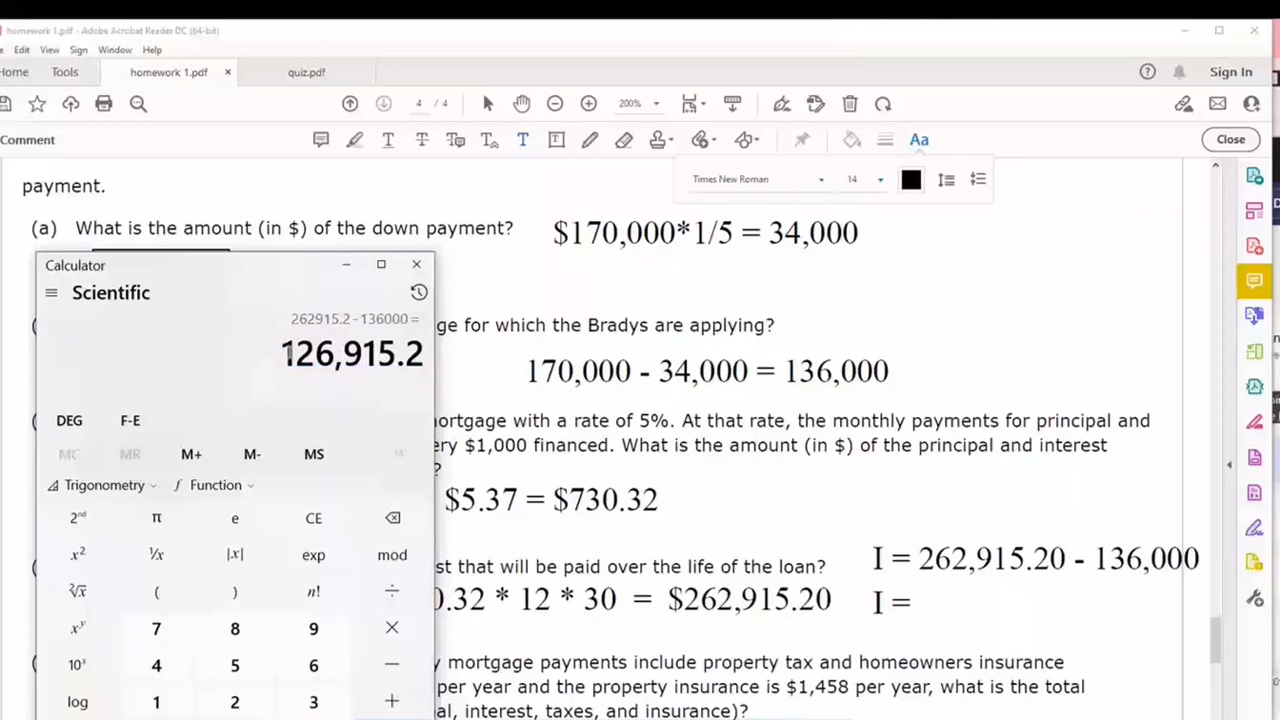 homework 1.pdf - Adobe Acrobat Reader DC (64-bit)
Edit View Sign Window Help
Home Tools homework 1.pdf × quiz.pdf Sign In
4 / 4 200%
Comment Close
Times New Roman 14
payment.
(a) What is the amount (in $) of the down payment? $170,000*1/5 = 34,000
Calculator
Scientific
262915.2 - 136000 =
126,915.2
ge for which the Bradys are applying?
170,000 - 34,000 = 136,000
DEG F-E
ortgage with a rate of 5%. At that rate, the monthly payments for principal and
ery $1,000 financed. What is the amount (in $) of the principal and interest
?
MC MR M+ M- MS
Trigonometry Function
$5.37 = $730.32
2nd π e CE
x² ¹/x |x| exp mod
I = 262,915.20 - 136,000
st that will be paid over the life of the loan?
0.32 * 12 * 30 = $262,915.20 I =
²√x ( ) n! ÷
xʸ 7 8 9 ×
10ˣ 4 5 6 −
log 1 2 3 +
y mortgage payments include property tax and homeowners insurance
per year and the property insurance is $1,458 per year, what is the total
al, interest, taxes, and insurance)?